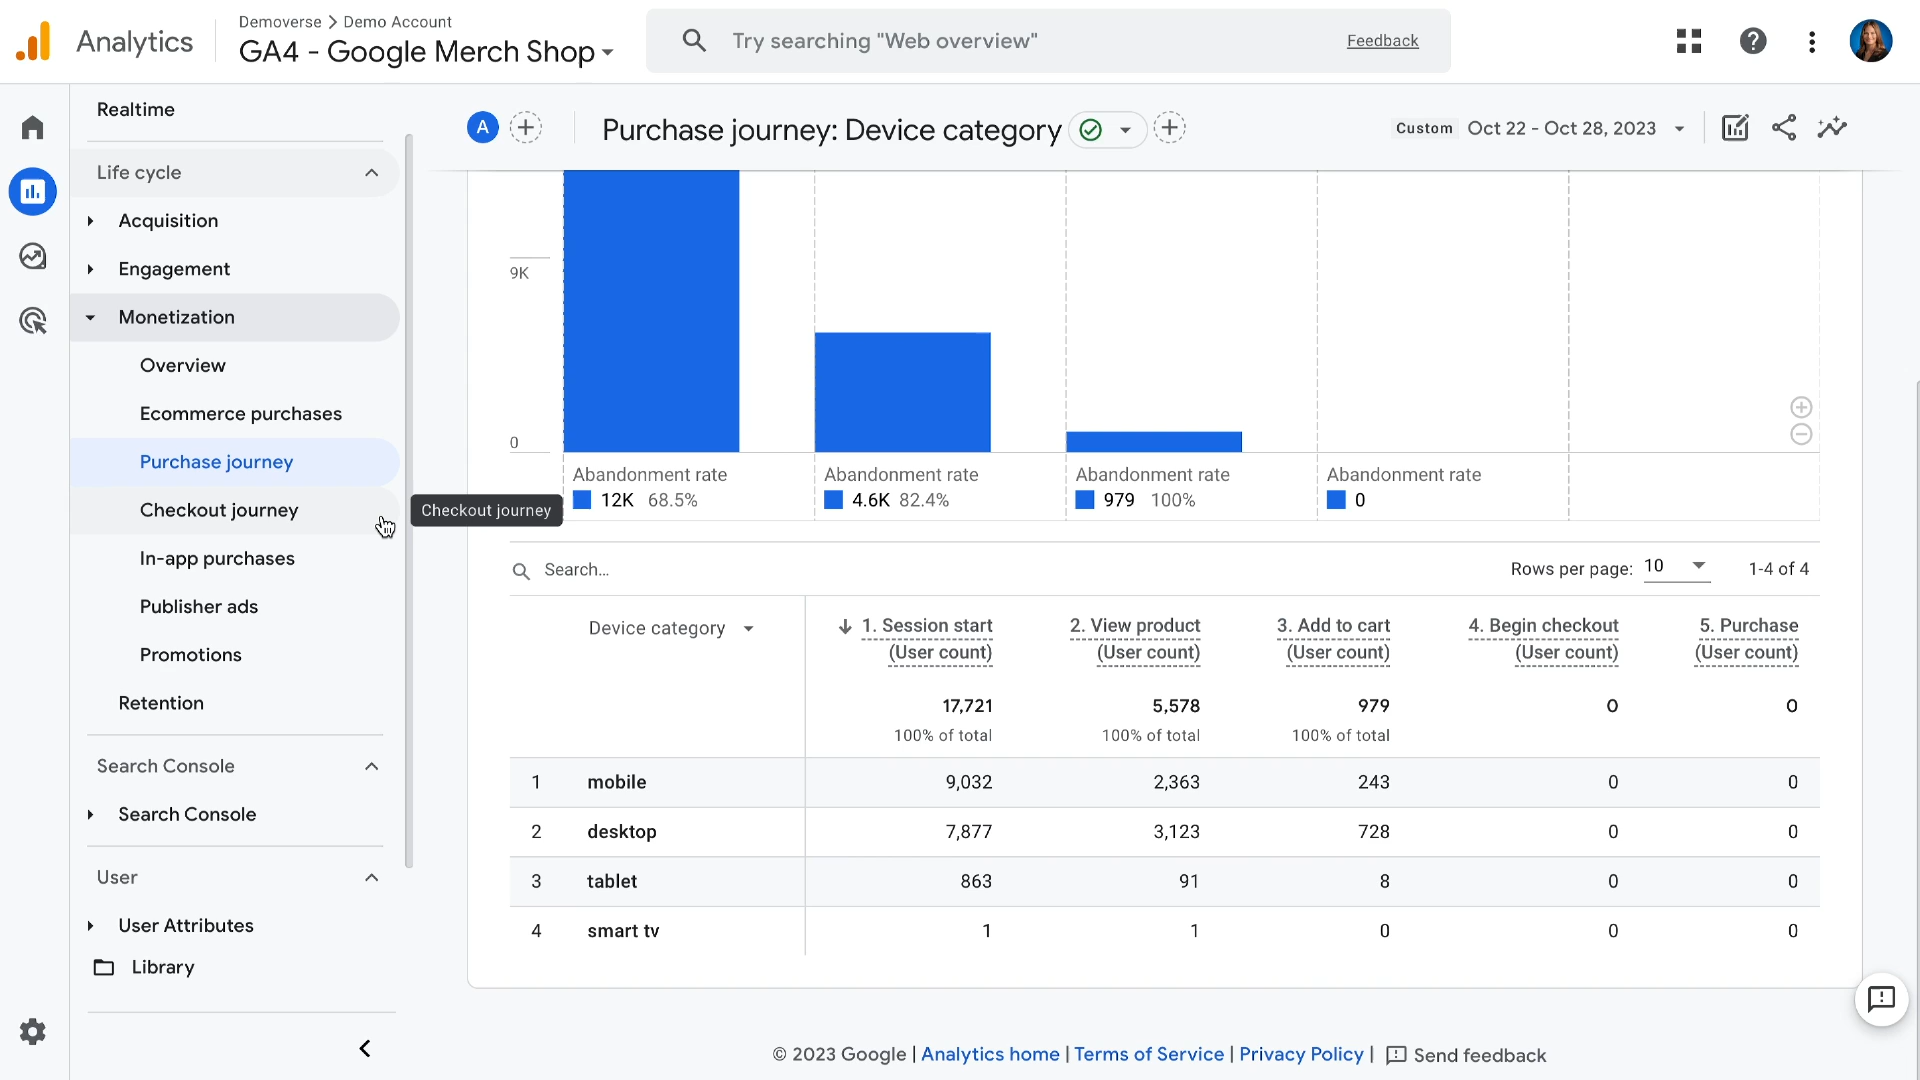 Analytics
Demoverse > Demo Account
GA4 - Google Merch Shop
Try searching "Web overview"
Feedback
Realtime
Life cycle
Acquisition
Engagement
Monetization
Overview
Ecommerce purchases
Purchase journey
Checkout journey
In-app purchases
Publisher ads
Promotions
Retention
Search Console
Search Console
User
User Attributes
Library
Checkout journey
A
Purchase journey: Device category
Custom Oct 22 - Oct 28, 2023
9K
0
Abandonment rate
12K 68.5%
Abandonment rate
4.6K 82.4%
Abandonment rate
979 100%
Abandonment rate
0
Search...
Rows per page: 10 1-4 of 4
Device category
1. Session start
(User count)
2. View product
(User count)
3. Add to cart
(User count)
4. Begin checkout
(User count)
5. Purchase
(User count)
17,721 5,578 979 0 0
100% of total 100% of total 100% of total
1 mobile 9,032 2,363 243 0 0
2 desktop 7,877 3,123 728 0 0
3 tablet 863 91 8 0 0
4 smart tv 1 1 0 0 0
© 2023 Google | Analytics home | Terms of Service | Privacy Policy | Send feedback